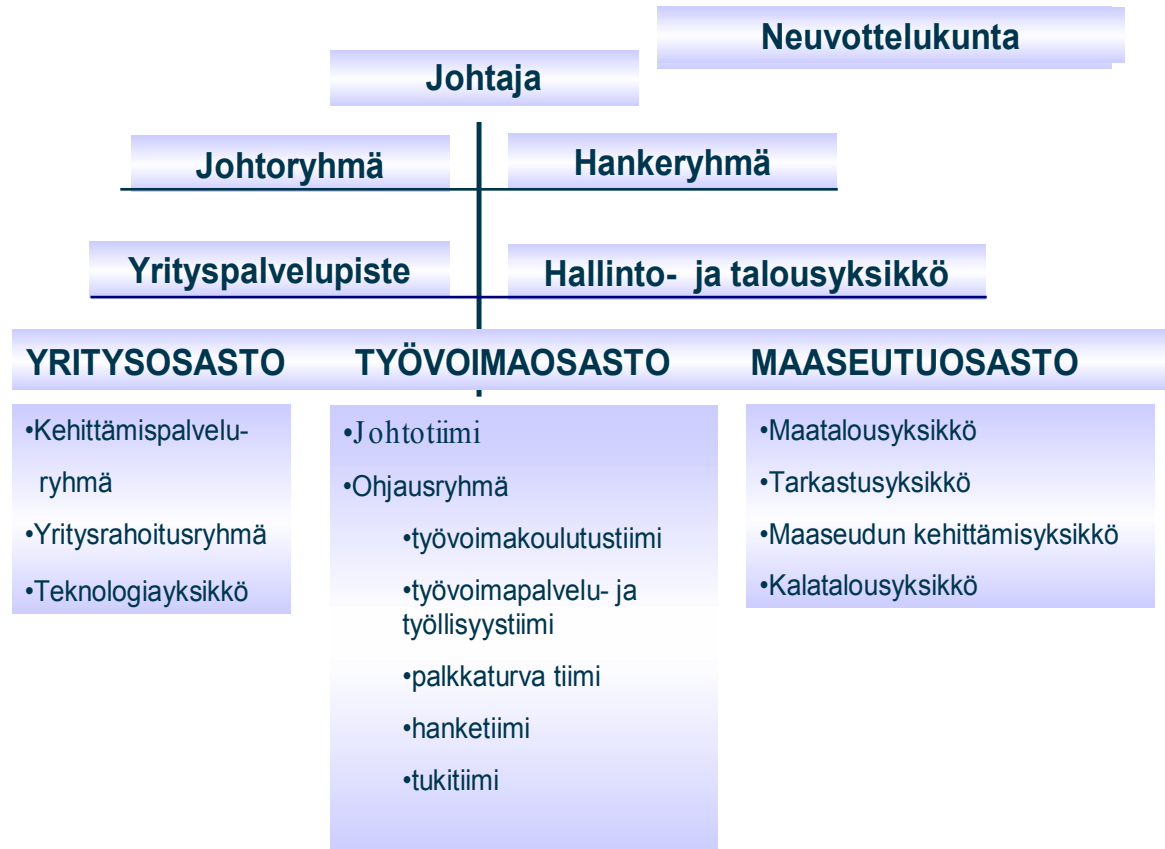 Neuvottelukunta
Johtaja
Johtoryhmä
Hankeryhmä
Yrityspalvelupiste
Hallinto- ja talousyksikkö
YRITYSOSASTO
TYÖVOIMAOSASTO
MAASEUTUOSASTO
•Kehittämispalvelu-
ryhmä
•Yritysrahoitusryhmä
•Teknologiayksikkö
•Johtotiimi
•Ohjausryhmä
•työvoimakoulutustiimi
•työvoimapalvelu- ja
työllisyystiimi
•palkkaturva tiimi
•hanketiimi
•tukitiimi
•Maatalousyksikkö
•Tarkastusyksikkö
•Maaseudun kehittämisyksikkö
•Kalatalousyksikkö